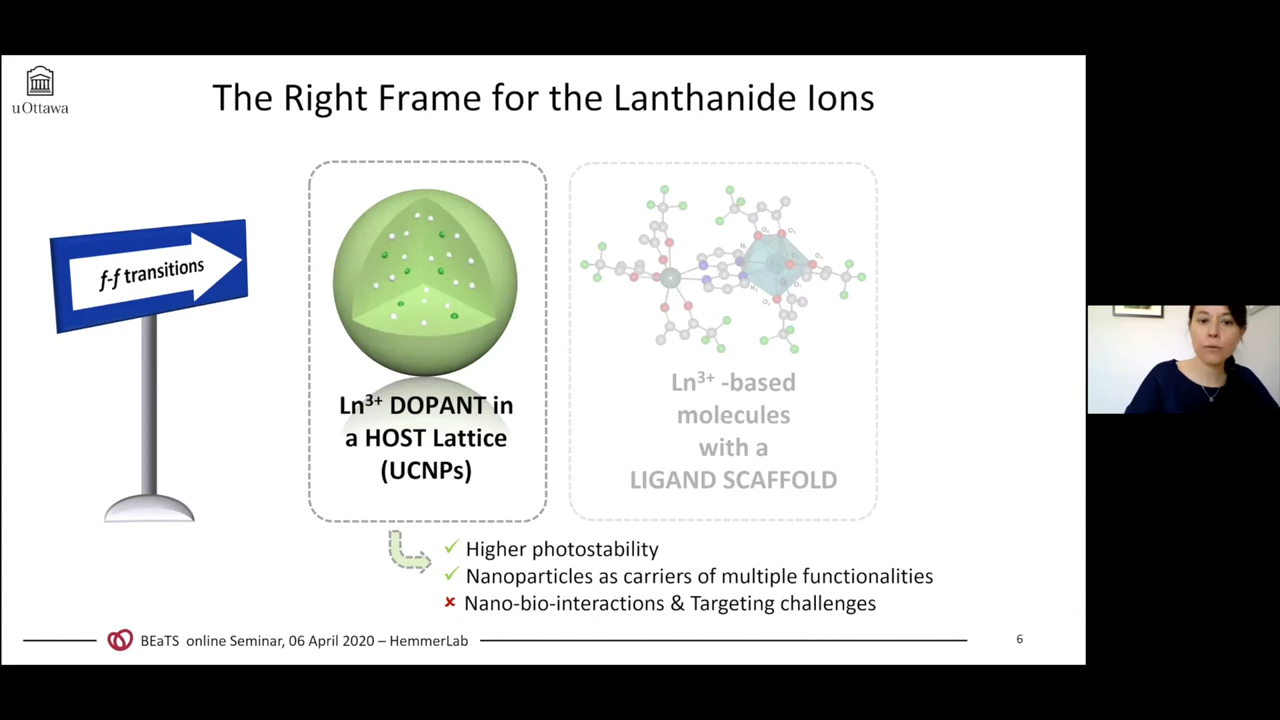 uOttawa
The Right Frame for the Lanthanide Ions
f-f transitions
Ln³⁺ DOPANT in
a HOST Lattice
(UCNPs)
Ln³⁺ -based
molecules
with a
LIGAND SCAFFOLD
✓ Higher photostability
✓ Nanoparticles as carriers of multiple functionalities
✗ Nano-bio-interactions & Targeting challenges
BEaTS online Seminar, 06 April 2020 – HemmerLab
6